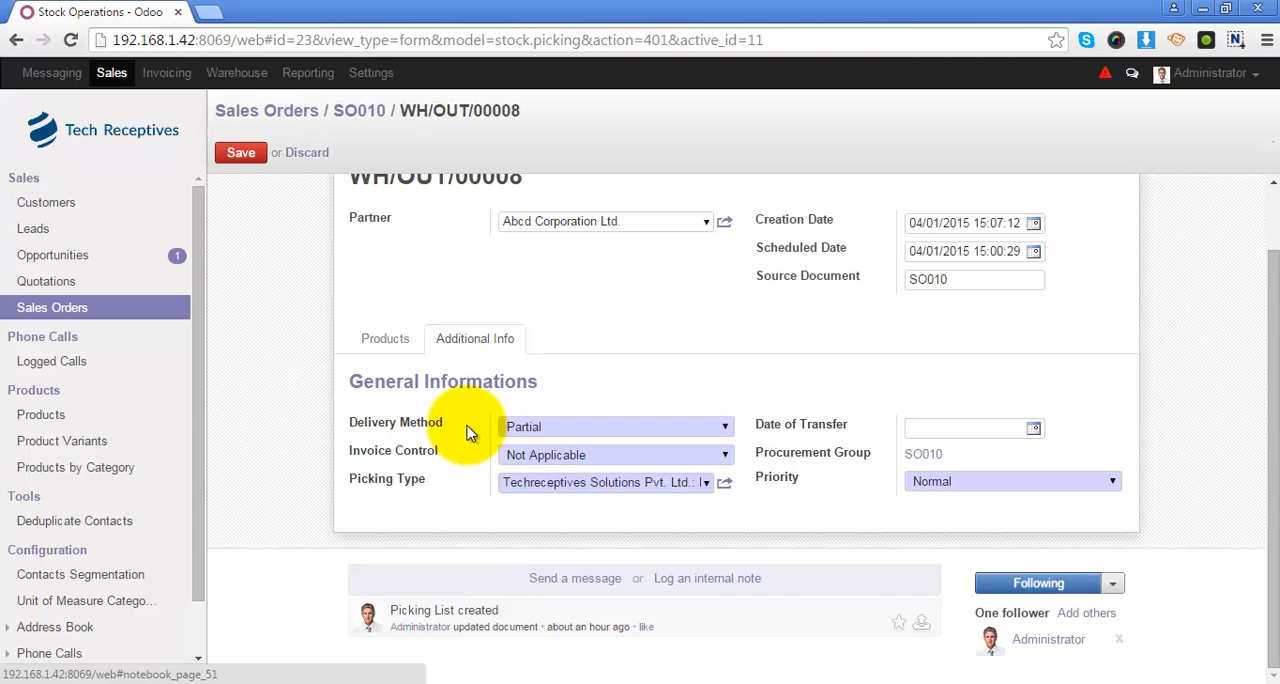 Stock Operations - Odoo ×
192.168.1.42:8069/web#id=23&view_type=form&model=stock.picking&action=401&active_id=11
Messaging Sales Invoicing Warehouse Reporting Settings Administrator
Tech Receptives
Sales Orders / SO010 / WH/OUT/00008
Save or Discard
Sales
Customers
Leads
Opportunities 1
Quotations
Sales Orders
Phone Calls
Logged Calls
Products
Products
Product Variants
Products by Category
Tools
Deduplicate Contacts
Configuration
Contacts Segmentation
Unit of Measure Catego...
Address Book
Phone Calls
WH/OUT/00008
Partner Abcd Corporation Ltd.
Creation Date 04/01/2015 15:07:12
Scheduled Date 04/01/2015 15:00:29
Source Document SO010
Products Additional Info
General Informations
Delivery Method Partial
Invoice Control Not Applicable
Picking Type Techreceptives Solutions Pvt. Ltd.:
Date of Transfer
Procurement Group SO010
Priority Normal
Send a message or Log an internal note
Picking List created
Administrator updated document • about an hour ago • like
Following
One follower Add others
Administrator x
192.168.1.42:8069/web#notebook_page_51